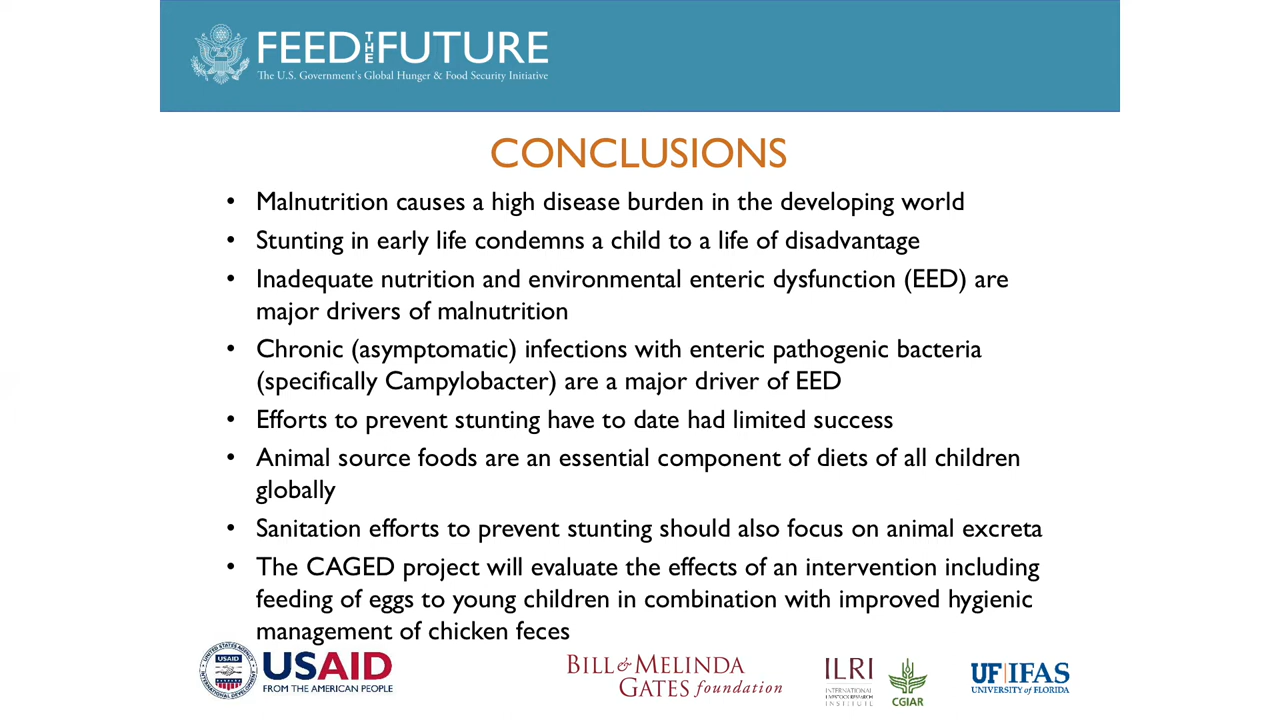 FEED THE FUTURE
The U.S. Government's Global Hunger & Food Security Initiative
CONCLUSIONS
• Malnutrition causes a high disease burden in the developing world
• Stunting in early life condemns a child to a life of disadvantage
• Inadequate nutrition and environmental enteric dysfunction (EED) are
major drivers of malnutrition
• Chronic (asymptomatic) infections with enteric pathogenic bacteria
(specifically Campylobacter) are a major driver of EED
• Efforts to prevent stunting have to date had limited success
• Animal source foods are an essential component of diets of all children
globally
• Sanitation efforts to prevent stunting should also focus on animal excreta
• The CAGED project will evaluate the effects of an intervention including
feeding of eggs to young children in combination with improved hygienic
management of chicken feces
UNITED STATES AGENCY
USAID
INTERNATIONAL DEVELOPMENT
USAID
FROM THE AMERICAN PEOPLE
BILL & MELINDA
GATES foundation
ILRI
INTERNATIONAL
LIVESTOCK RESEARCH
INSTITUTE
CGIAR
UF|IFAS
UNIVERSITY of FLORIDA